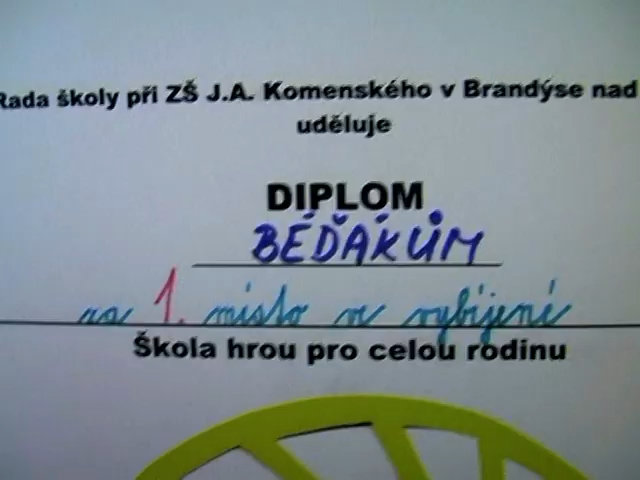 Rada školy při ZŠ J.A. Komenského v Brandýse nad
uděluje
DIPLOM
BÉĎÁKŮM
za 1. místo ve vybíjené
Škola hrou pro celou rodinu